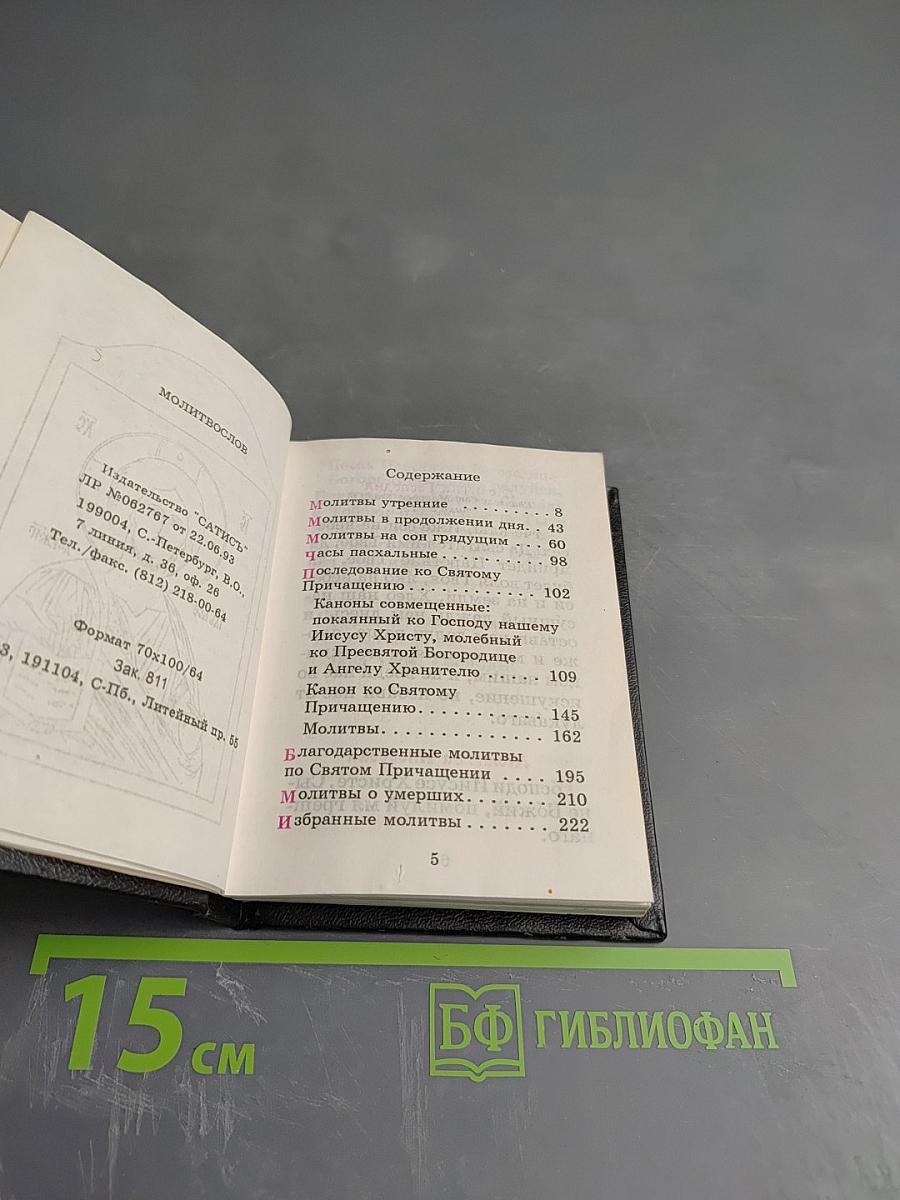 МОЛИТВОСЛОВ
Издательство "САТИСЪ"
ЛР №062767 от 22.06.93
199004, С.-Петербург, В.О.,
7 линия, д. 36, оф. 26
Тел./факс. (812) 218-00-64
Формат 70х100/64
Зак. 811
3, 191104, С-Пб., Литейный пр. 55
Содержание
Молитвы утренние ......... 8
Молитвы в продолжении дня.. 43
Молитвы на сон грядущим ... 60
Часы пасхальные ........... 98
Последование ко Святому
Причащению ............. 102
Каноны совмещенные:
покаянный ко Господу нашему
Иисусу Христу, молебный
ко Пресвятой Богородице
и Ангелу Хранителю ..... 109
Канон ко Святому
Причащению............ 145
Молитвы............... 162
Благодарственные молитвы
по Святом Причащении .... 195
Молитвы о умерших....... 210
Избранные молитвы ....... 222
5
15 см
БФ ГИБЛИОФАН